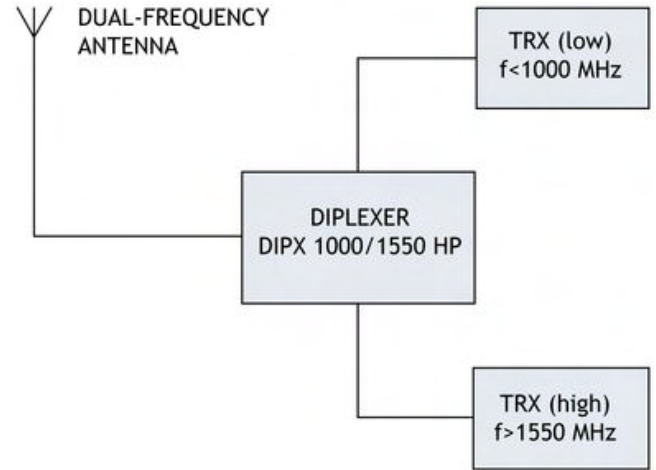 DUAL-FREQUENCY
ANTENNA
TRX (low)
f<1000 MHz
DIPLEXER
DIPX 1000/1550 HP
TRX (high)
f>1550 MHz